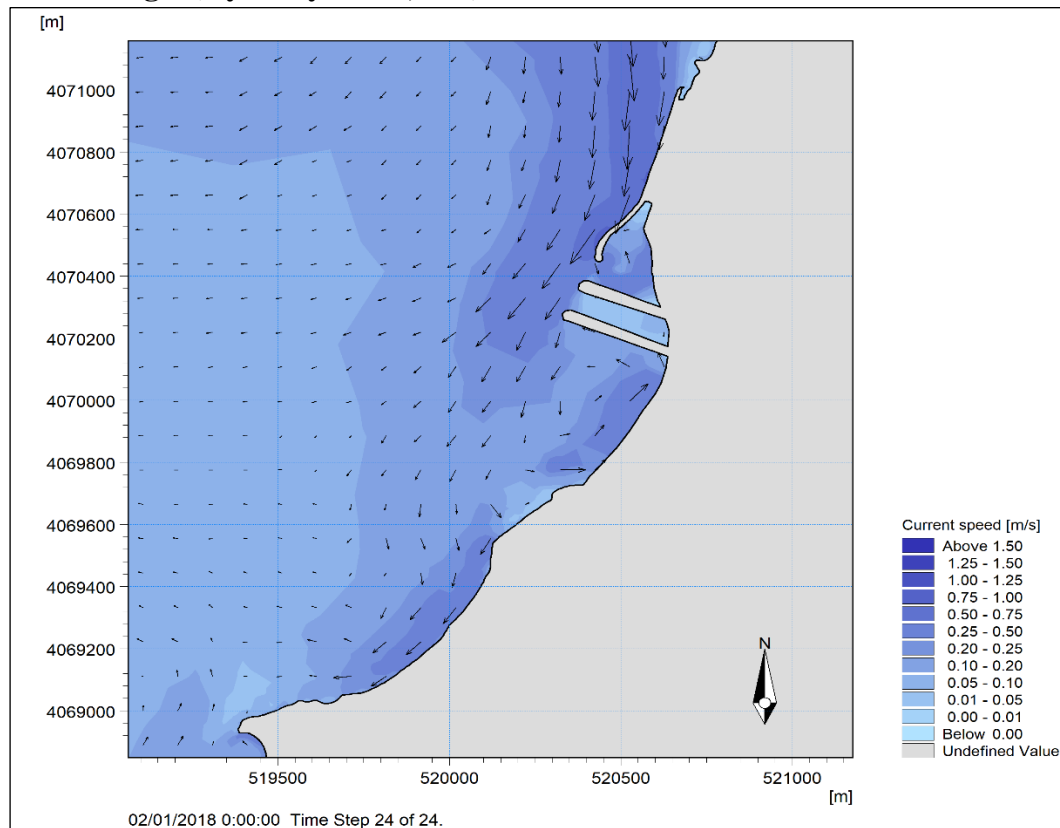 [m]
4071000
4070800
4070600
4070400
4070200
4070000
4069800
4069600
4069400
4069200
4069000
519500 520000 520500 521000
[m]
N
Current speed [m/s]
Above 1.50
1.25 - 1.50
1.00 - 1.25
0.75 - 1.00
0.50 - 0.75
0.25 - 0.50
0.20 - 0.25
0.10 - 0.20
0.05 - 0.10
0.01 - 0.05
0.00 - 0.01
Below 0.00
Undefined Value
02/01/2018 0:00:00 Time Step 24 of 24.